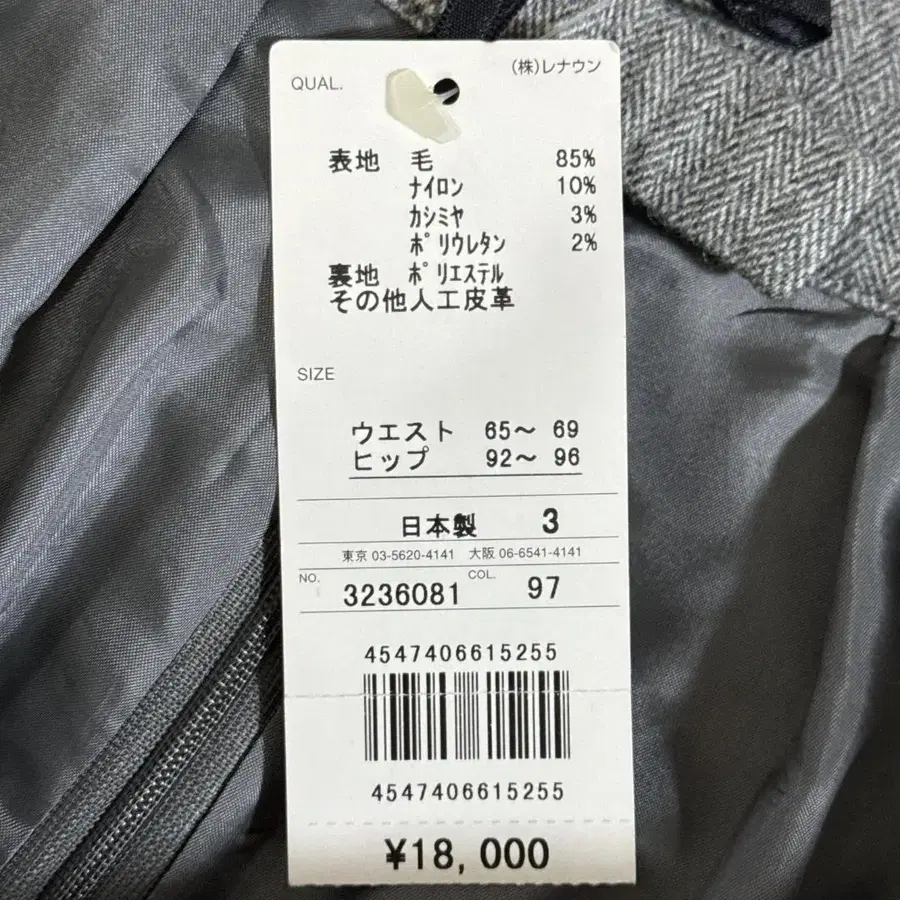 QUAL. (株)レナウン
表地 毛 85%
ﾅｲﾛﾝ 10%
ｶｼﾐﾔ 3%
ﾎﾟﾘｳﾚﾀﾝ 2%
裏地 ﾎﾟﾘｴｽﾃﾙ
その他人工皮革
SIZE
ウエスト 65〜 69
ヒップ 92〜 96
日本製 3
東京 03-5620-4141 大阪 06-6541-4141
NO. 3236081 COL. 97
4547406615255
4547406615255
¥18,000